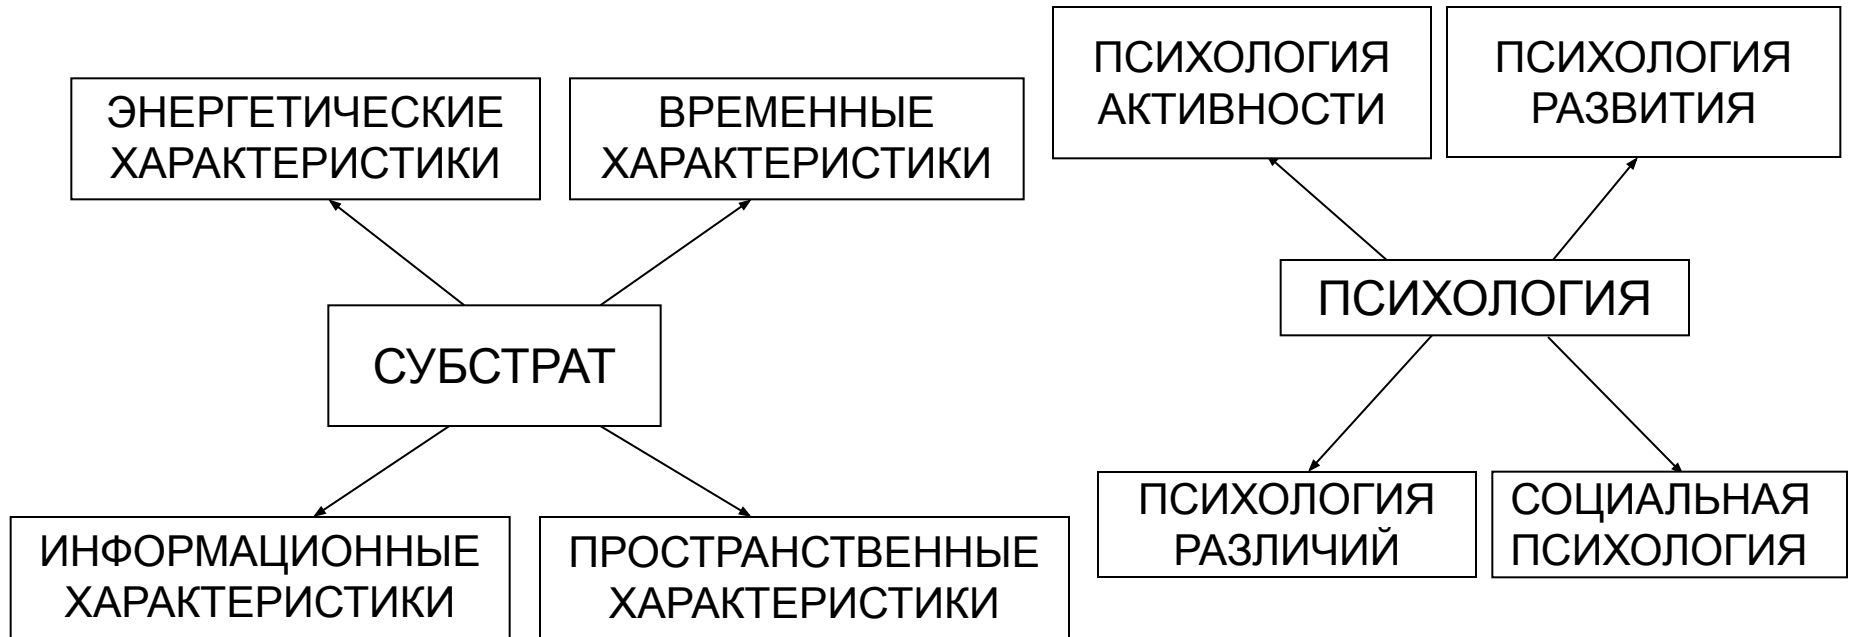 ЭНЕРГЕТИЧЕСКИЕ
ХАРАКТЕРИСТИКИ
ВРЕМЕННЫЕ
ХАРАКТЕРИСТИКИ
СУБСТРАТ
ИНФОРМАЦИОННЫЕ
ХАРАКТЕРИСТИКИ
ПРОСТРАНСТВЕННЫЕ
ХАРАКТЕРИСТИКИ
ПСИХОЛОГИЯ
АКТИВНОСТИ
ПСИХОЛОГИЯ
РАЗВИТИЯ
ПСИХОЛОГИЯ
ПСИХОЛОГИЯ
РАЗЛИЧИЙ
СОЦИАЛЬНАЯ
ПСИХОЛОГИЯ